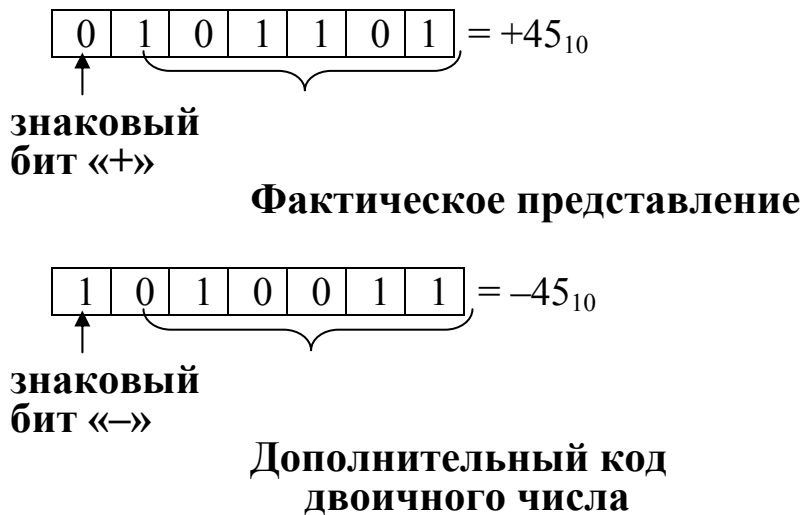 0 1 0 1 1 0 1 = +45₁₀
знаковый
бит «+»
Фактическое представление
1 0 1 0 0 1 1 = –45₁₀
знаковый
бит «–»
Дополнительный код
двоичного числа